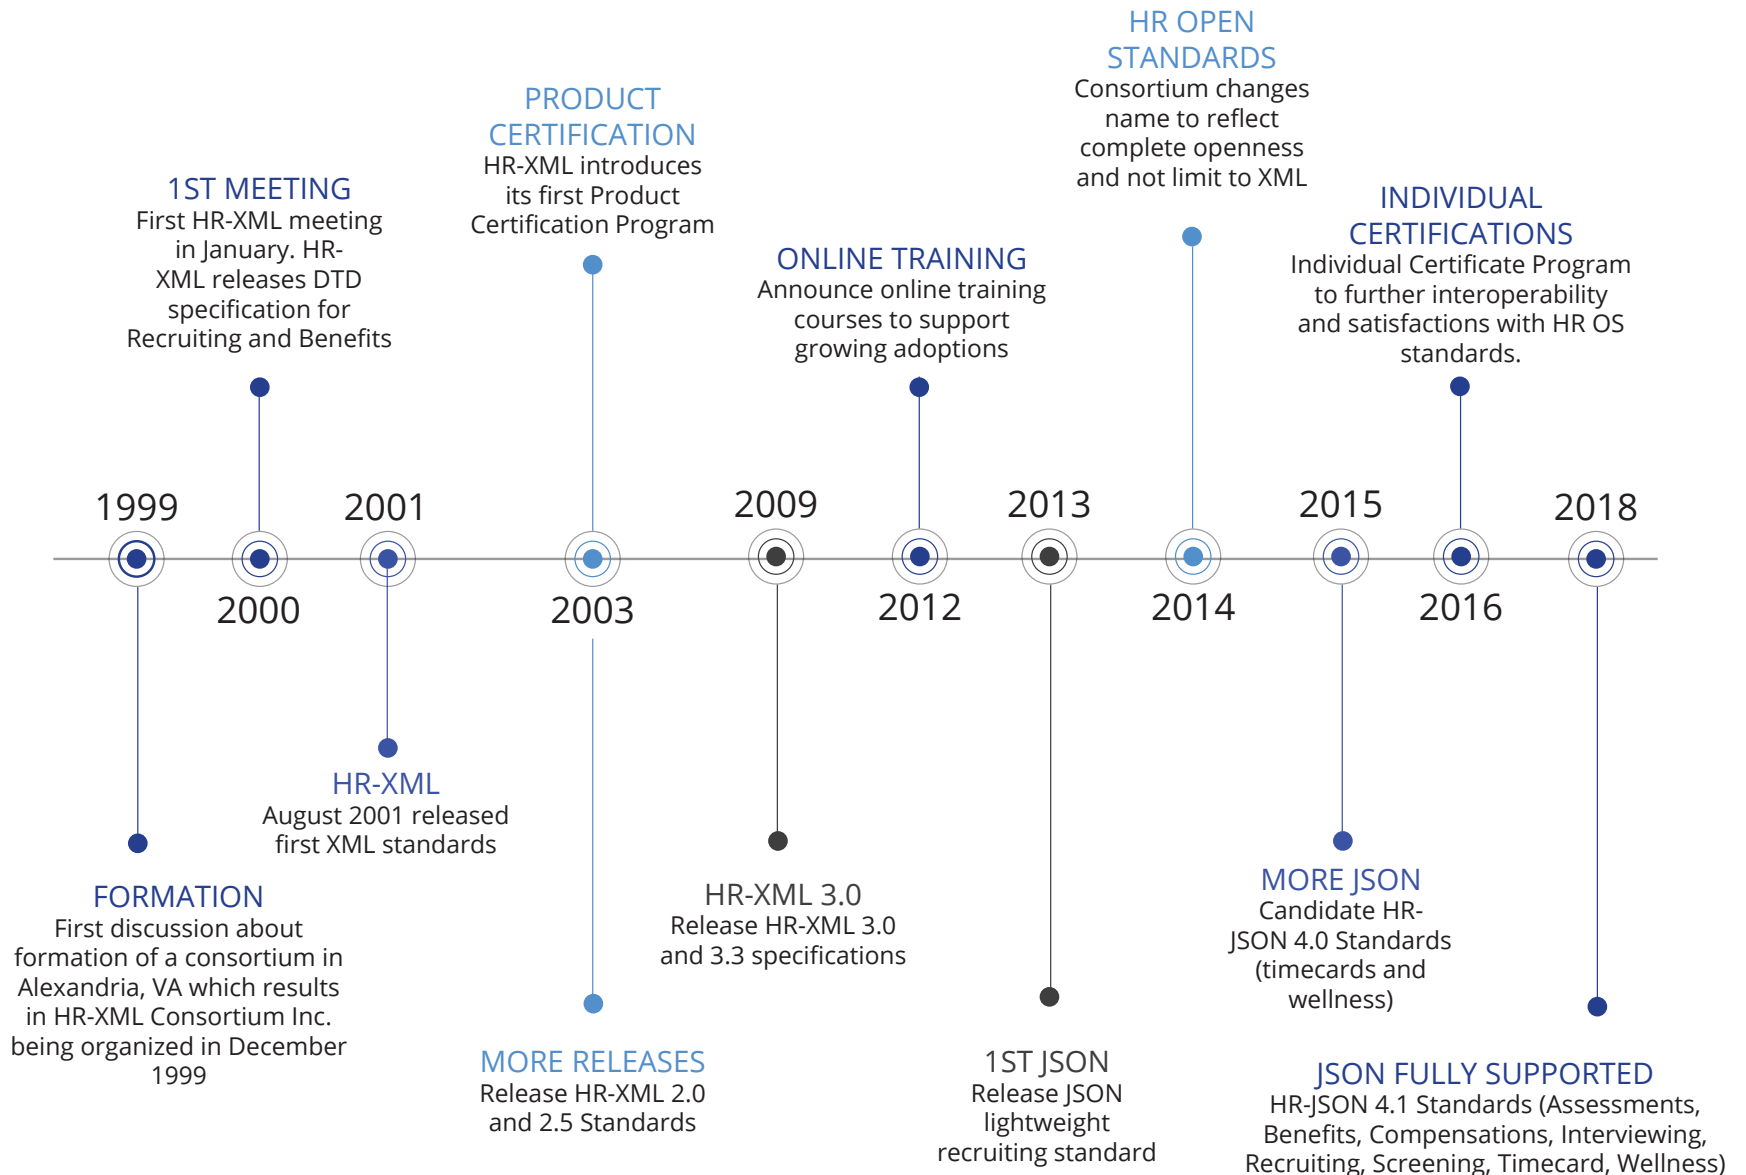 HR OPEN
STANDARDS
Consortium changes
name to reflect
complete openness
and not limit to XML
PRODUCT
CERTIFICATION
HR-XML introduces
its first Product
Certification Program
1ST MEETING
First HR-XML meeting
in January. HR-
XML releases DTD
specification for
Recruiting and Benefits
INDIVIDUAL
CERTIFICATIONS
Individual Certificate Program
to further interoperability
and satisfactions with HR OS
standards.
ONLINE TRAINING
Announce online training
courses to support
growing adoptions
1999
2000
2001
2003
2009
2012
2013
2014
2015
2016
2018
HR-XML
August 2001 released
first XML standards
FORMATION
First discussion about
formation of a consortium in
Alexandria, VA which results
in HR-XML Consortium Inc.
being organized in December
1999
HR-XML 3.0
Release HR-XML 3.0
and 3.3 specifications
MORE JSON
Candidate HR-
JSON 4.0 Standards
(timecards and
wellness)
MORE RELEASES
Release HR-XML 2.0
and 2.5 Standards
1ST JSON
Release JSON
lightweight
recruiting standard
JSON FULLY SUPPORTED
HR-JSON 4.1 Standards (Assessments,
Benefits, Compensations, Interviewing,
Recruiting, Screening, Timecard, Wellness)